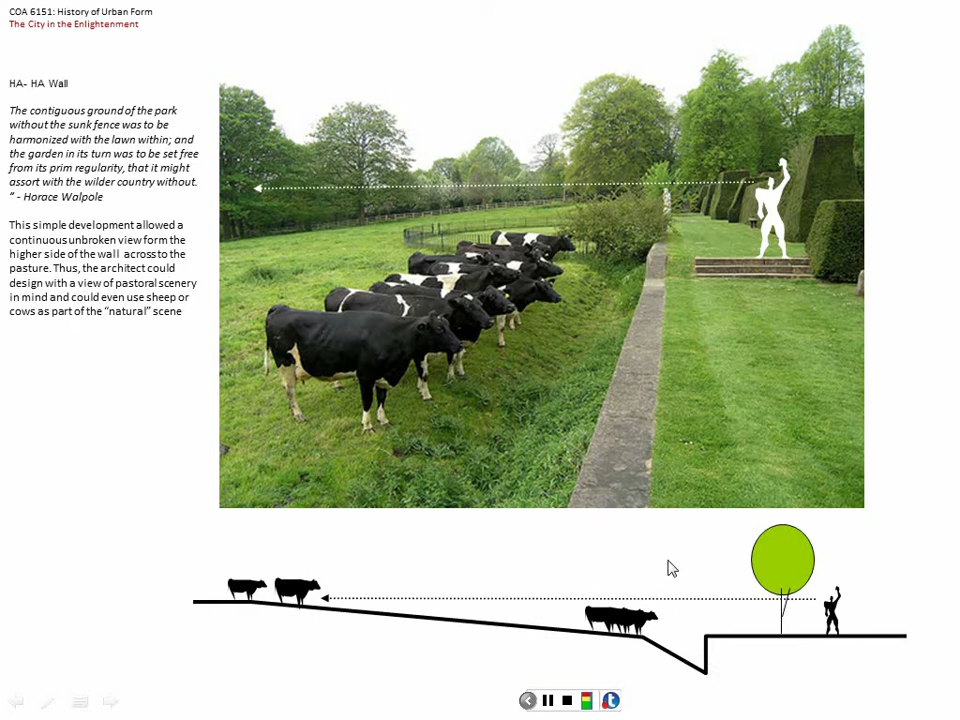 COA 6151: History of Urban Form
The City in the Enlightenment
HA- HA Wall
The contiguous ground of the park
without the sunk fence was to be
harmonized with the lawn within; and
the garden in its turn was to be set free
from its prim regularity, that it might
assort with the wilder country without.
” - Horace Walpole
This simple development allowed a
continuous unbroken view form the
higher side of the wall across to the
pasture. Thus, the architect could
design with a view of pastoral scenery
in mind and could even use sheep or
cows as part of the “natural” scene